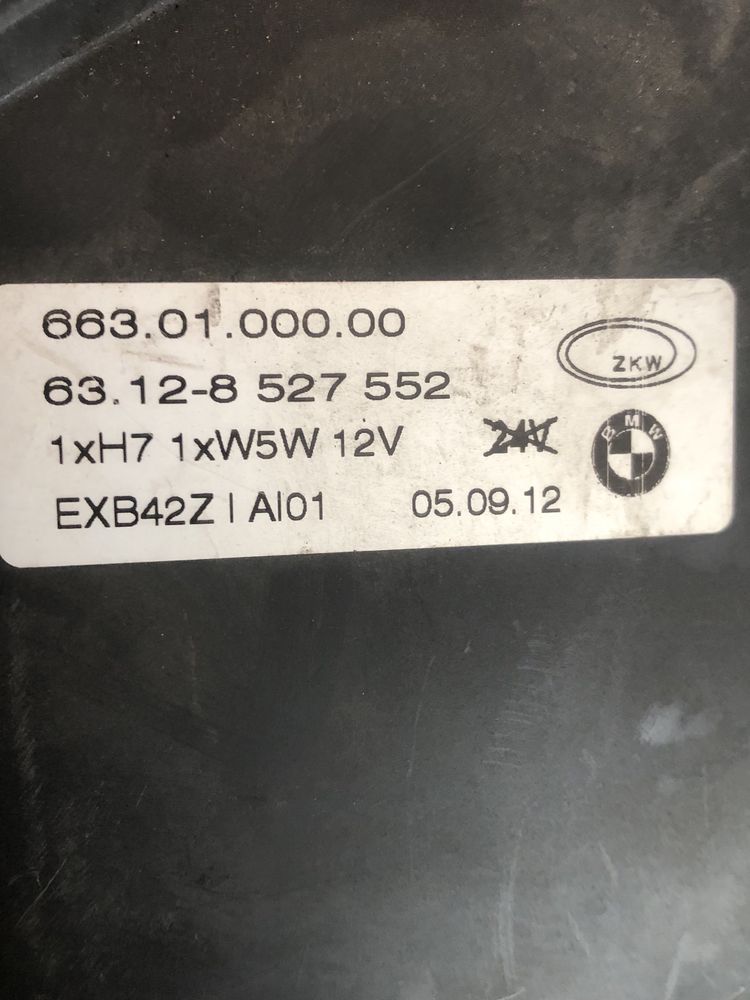 663.01.000.00
ZKW
63.12-8 527 552
1xH7 1xW5W 12V 24V
BMW
EXB42Z | AI01 05.09.12